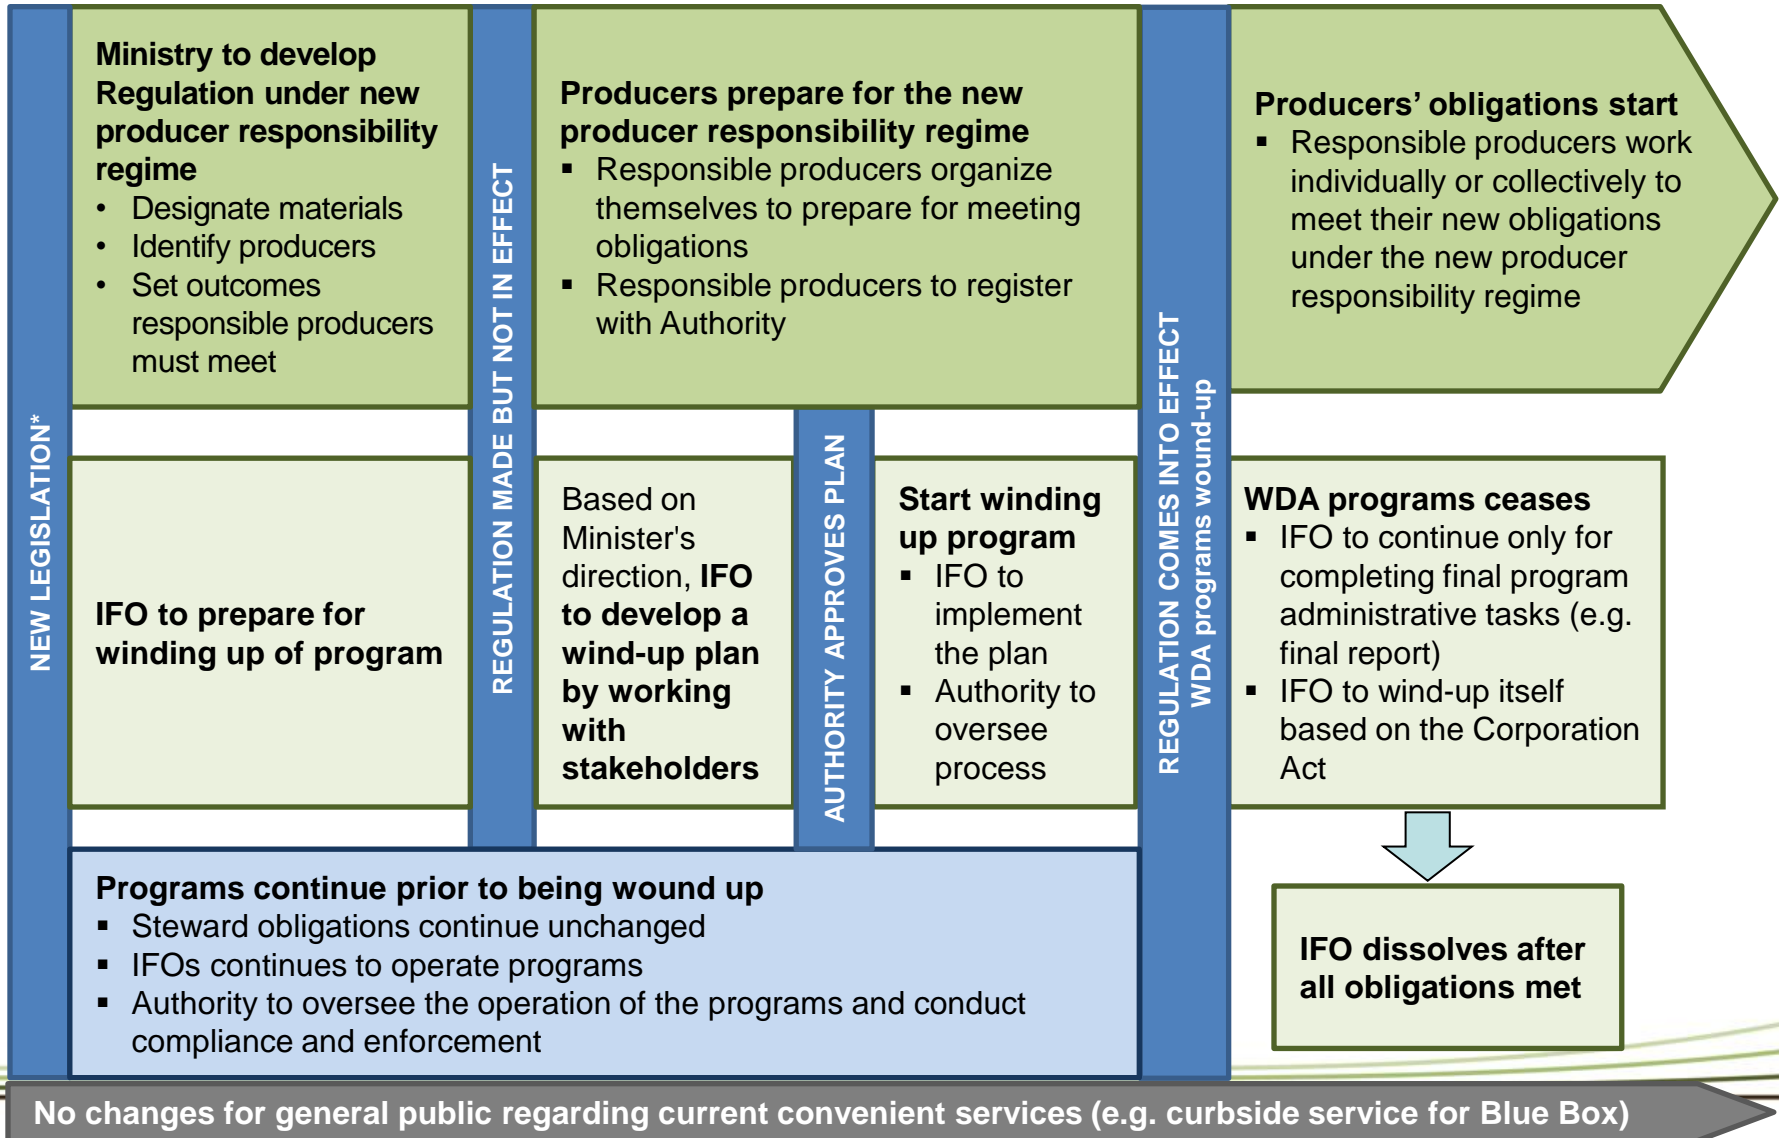 NEW LEGISLATION*
Ministry to develop
Regulation under new
producer responsibility
regime
• Designate materials
• Identify producers
• Set outcomes
responsible producers
must meet
REGULATION MADE BUT NOT IN EFFECT
Producers prepare for the new
producer responsibility regime
▪ Responsible producers organize
themselves to prepare for meeting
obligations
▪ Responsible producers to register
with Authority
REGULATION COMES INTO EFFECT
WDA programs wound-up
Producers’ obligations start
▪ Responsible producers work
individually or collectively to
meet their new obligations
under the new producer
responsibility regime
IFO to prepare for
winding up of program
Based on
Minister's
direction, IFO
to develop a
wind-up plan
by working
with
stakeholders
AUTHORITY APPROVES PLAN
Start winding
up program
▪ IFO to
implement
the plan
▪ Authority to
oversee
process
WDA programs ceases
▪ IFO to continue only for
completing final program
administrative tasks (e.g.
final report)
▪ IFO to wind-up itself
based on the Corporation
Act
Programs continue prior to being wound up
▪ Steward obligations continue unchanged
▪ IFOs continues to operate programs
▪ Authority to oversee the operation of the programs and conduct
compliance and enforcement
IFO dissolves after
all obligations met
No changes for general public regarding current convenient services (e.g. curbside service for Blue Box)